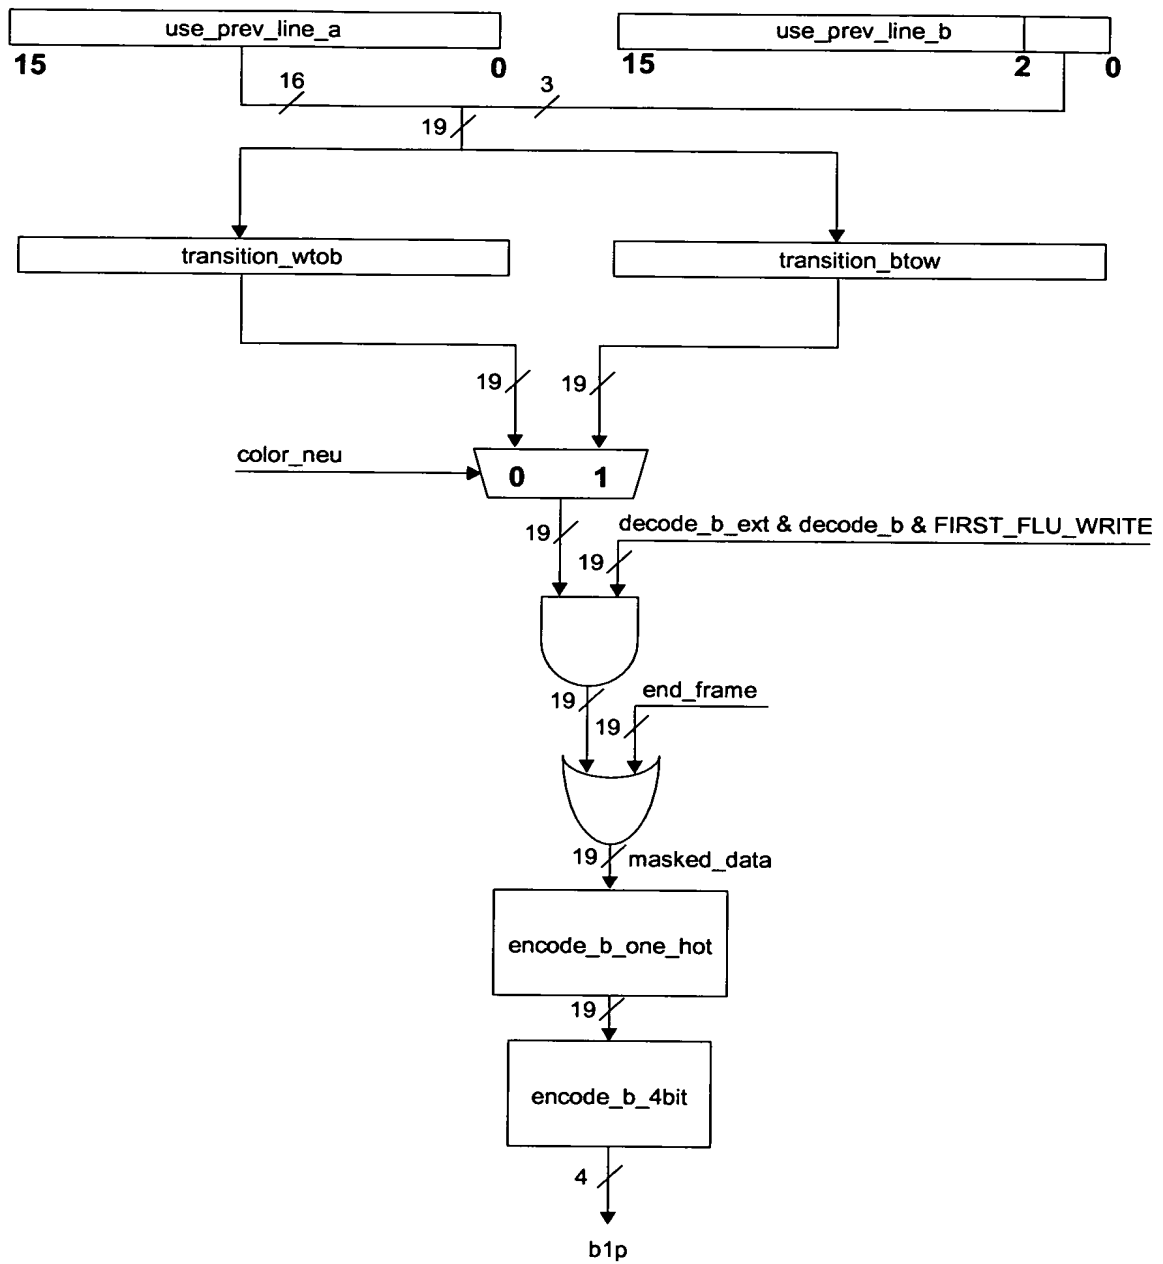 use_prev_line_a
use_prev_line_b
15
0
15
2
0
16
3
19
transition_wtob
transition_btow
19
19
color_neu
0
1
19
decode_b_ext & decode_b & FIRST_FLU_WRITE
19
19
end_frame
19
19
masked_data
encode_b_one_hot
19
encode_b_4bit
4
b1p